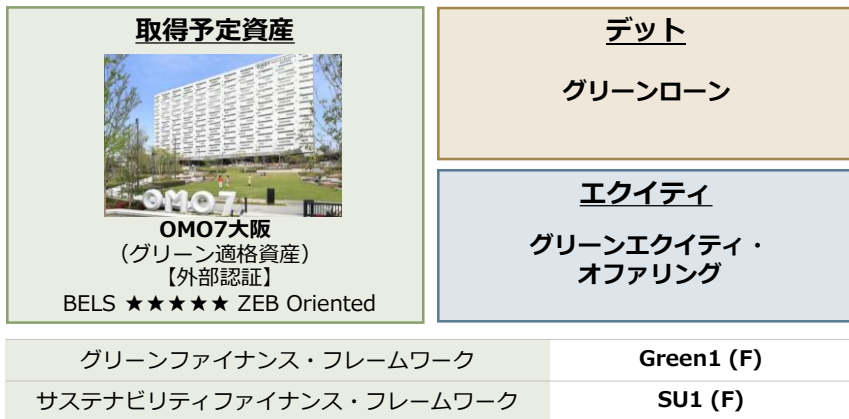 取得予定資産
OMO7
OMO7大阪
(グリーン適格資産)
【外部認証】
BELS ★★★★★ ZEB Oriented
デット
グリーンローン
エクイティ
グリーンエクイティ・
オファリング
グリーンファイナンス・フレームワーク Green1 (F)
サステナビリティファイナンス・フレームワーク SU1 (F)